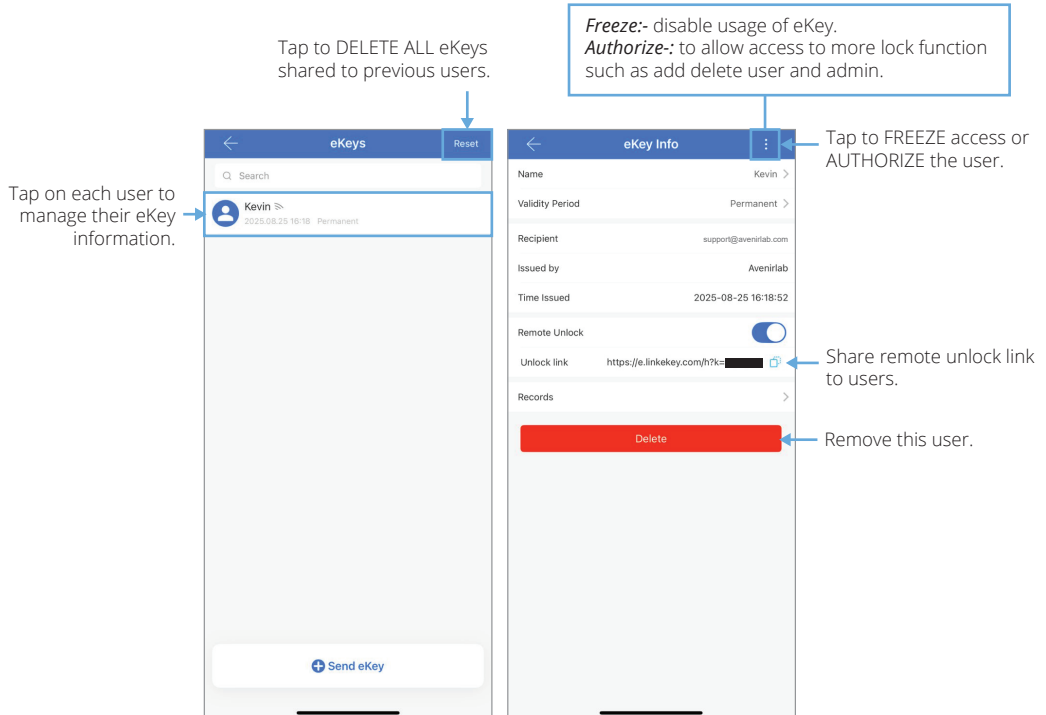 Freeze:- disable usage of eKey.
Authorize-: to allow access to more lock function
such as add delete user and admin.
Tap to DELETE ALL eKeys
shared to previous users.
Tap on each user to
manage their eKey
information.
eKeys
Reset
Search
Kevin
2025.08.25 16:18 Permanent
Send eKey
eKey Info
Tap to FREEZE access or
AUTHORIZE the user.
Name Kevin
Validity Period Permanent
Recipient support@avenirlab.com
Issued by Avenirlab
Time Issued 2025-08-25 16:18:52
Remote Unlock
Unlock link https://e.linkekey.com/h?k=
Share remote unlock link
to users.
Records
Delete
Remove this user.